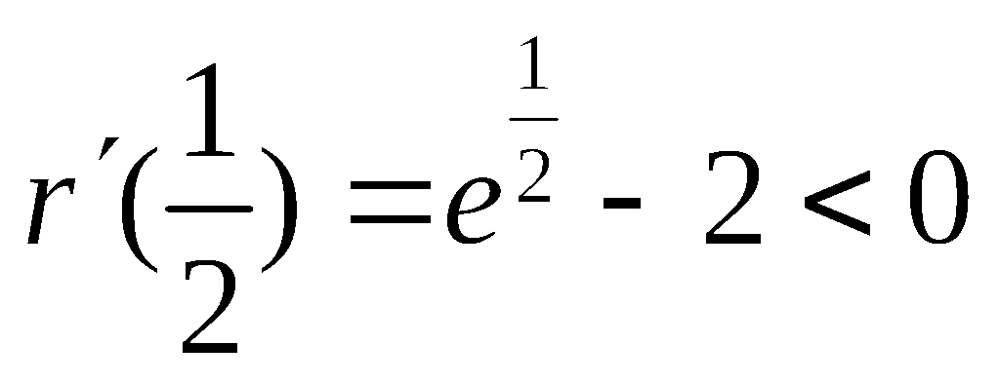 r′(1/2) = e^{1/2} - 2 < 0